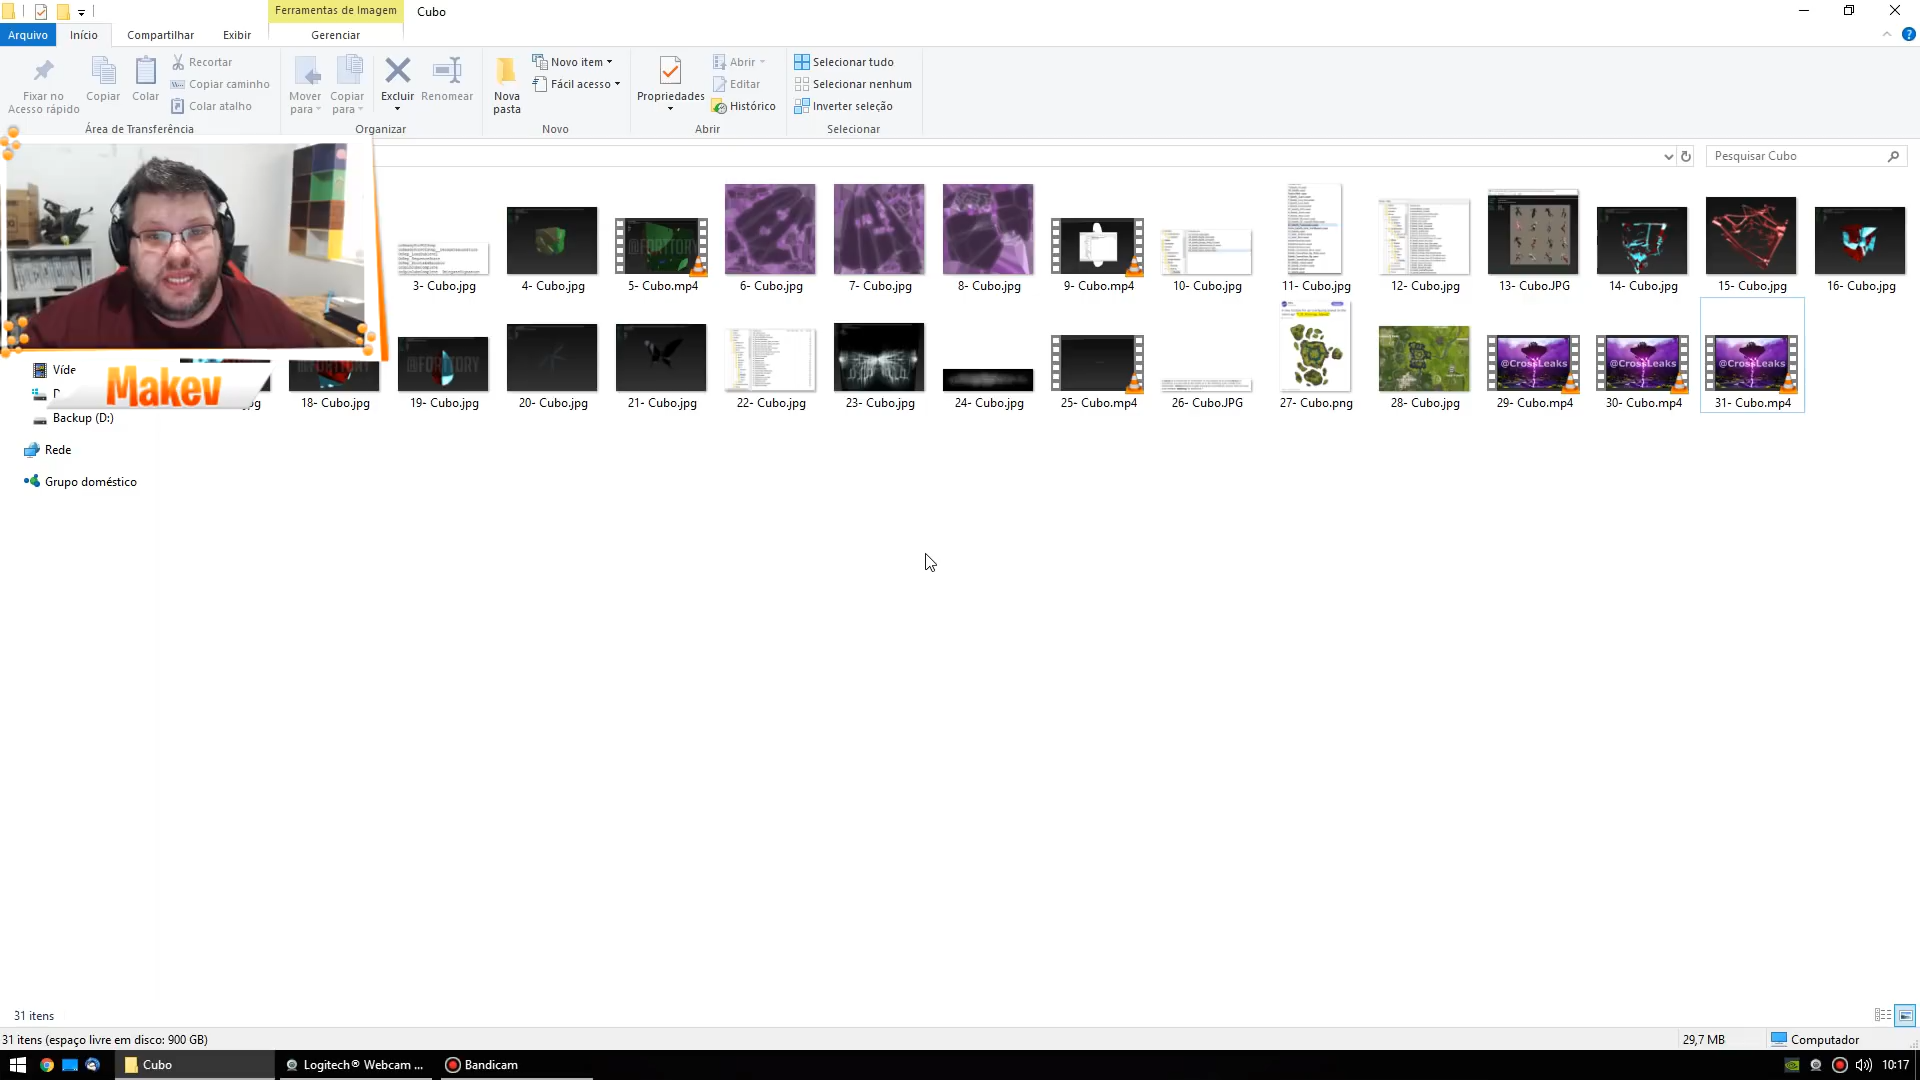 Ferramentas de Imagem
Cubo
Arquivo
Início
Compartilhar
Exibir
Gerenciar
Fixar no
Acesso rápido
Copiar
Colar
Recortar
Copiar caminho
Colar atalho
Área de Transferência
Mover
para
Copiar
para
Excluir
Renomear
Organizar
Nova
pasta
Novo item
Fácil acesso
Novo
Propriedades
Abrir
Editar
Histórico
Abrir
Selecionar tudo
Selecionar nenhum
Inverter seleção
Selecionar
Pesquisar Cubo
@FORTTORY
3- Cubo.jpg
4- Cubo.jpg
5- Cubo.mp4
6- Cubo.jpg
7- Cubo.jpg
8- Cubo.jpg
9- Cubo.mp4
10- Cubo.jpg
11- Cubo.jpg
12- Cubo.jpg
13- Cubo.JPG
14- Cubo.jpg
15- Cubo.jpg
16- Cubo.jpg
Víde
Makev
@FORTTORY
@CrossLeaks
@CrossLeaks
@CrossLeaks
18- Cubo.jpg
19- Cubo.jpg
20- Cubo.jpg
21- Cubo.jpg
22- Cubo.jpg
23- Cubo.jpg
24- Cubo.jpg
25- Cubo.mp4
26- Cubo.JPG
27- Cubo.png
28- Cubo.jpg
29- Cubo.mp4
30- Cubo.mp4
31- Cubo.mp4
Backup (D:)
Rede
Grupo doméstico
31 itens
31 itens (espaço livre em disco: 900 GB)
29,7 MB
Computador
Cubo
Logitech® Webcam ...
Bandicam
10:17